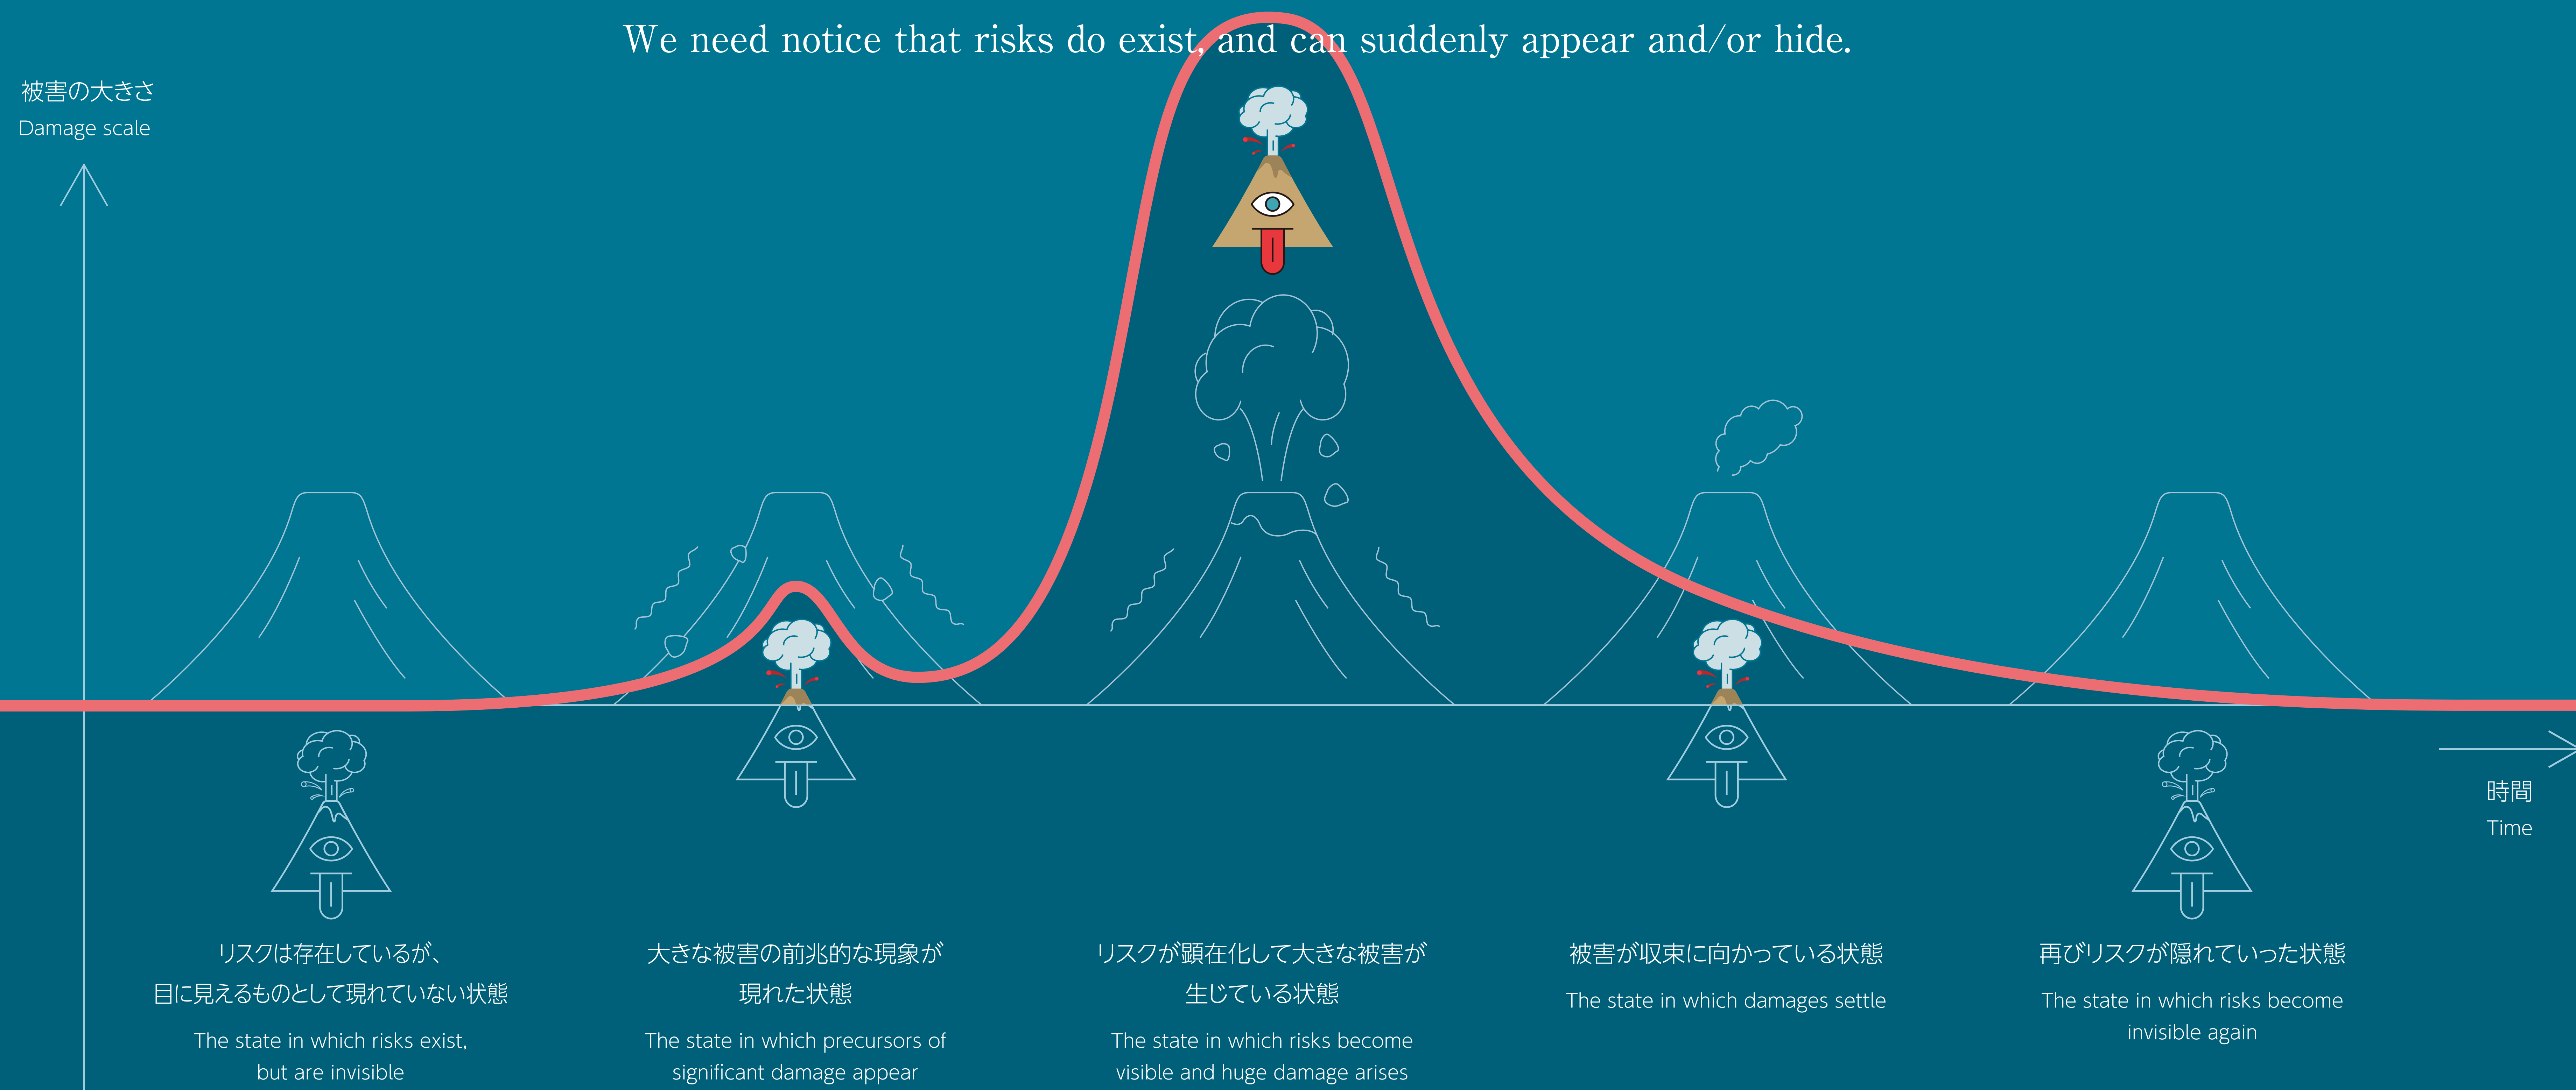 We need notice that risks do exist, and can suddenly appear and/or hide.
被害の大きさ
Damage scale
時間
Time
リスクは存在しているが、
目に見えるものとして現れていない状態
The state in which risks exist,
but are invisible
大きな被害の前兆的な現象が
現れた状態
The state in which precursors of
significant damage appear
リスクが顕在化して大きな被害が
生じている状態
The state in which risks become
visible and huge damage arises
被害が収束に向かっている状態
The state in which damages settle
再びリスクが隠れていった状態
The state in which risks become
invisible again